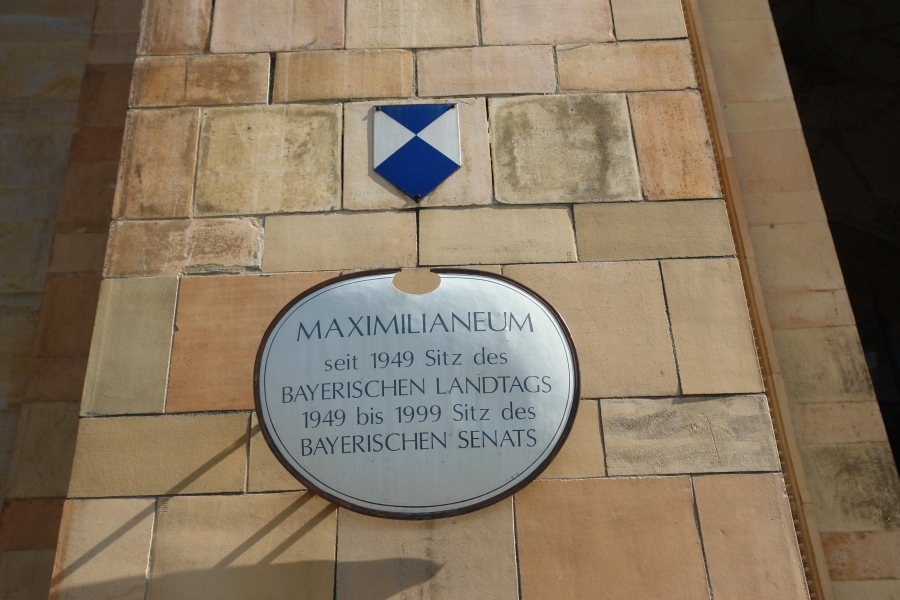 MAXIMILIANEUM
seit 1949 Sitz des
BAYERISCHEN LANDTAGS
1949 bis 1999 Sitz des
BAYERISCHEN SENATS